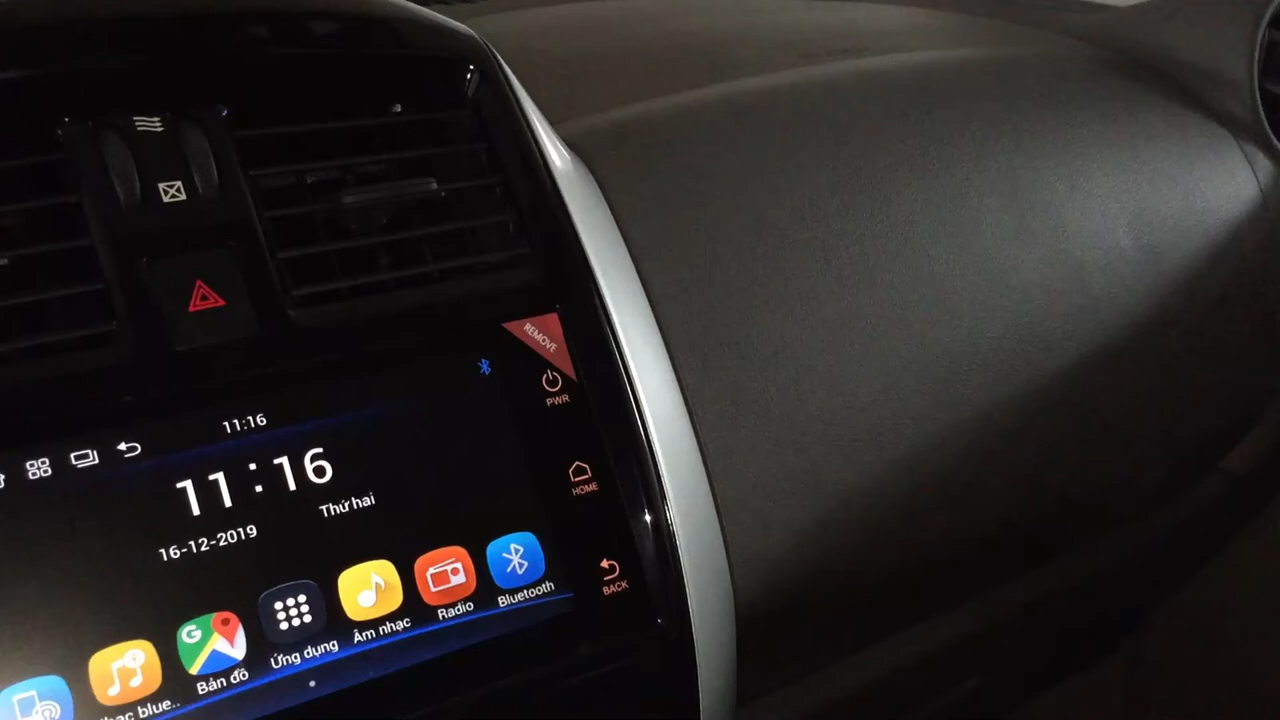 REMOVE
PWR
11:16
11:16
HOME
Thứ hai
16-12-2019
BACK
Bluetooth
Radio
Âm nhạc
Ứng dụng
G
Bản đồ
blue..